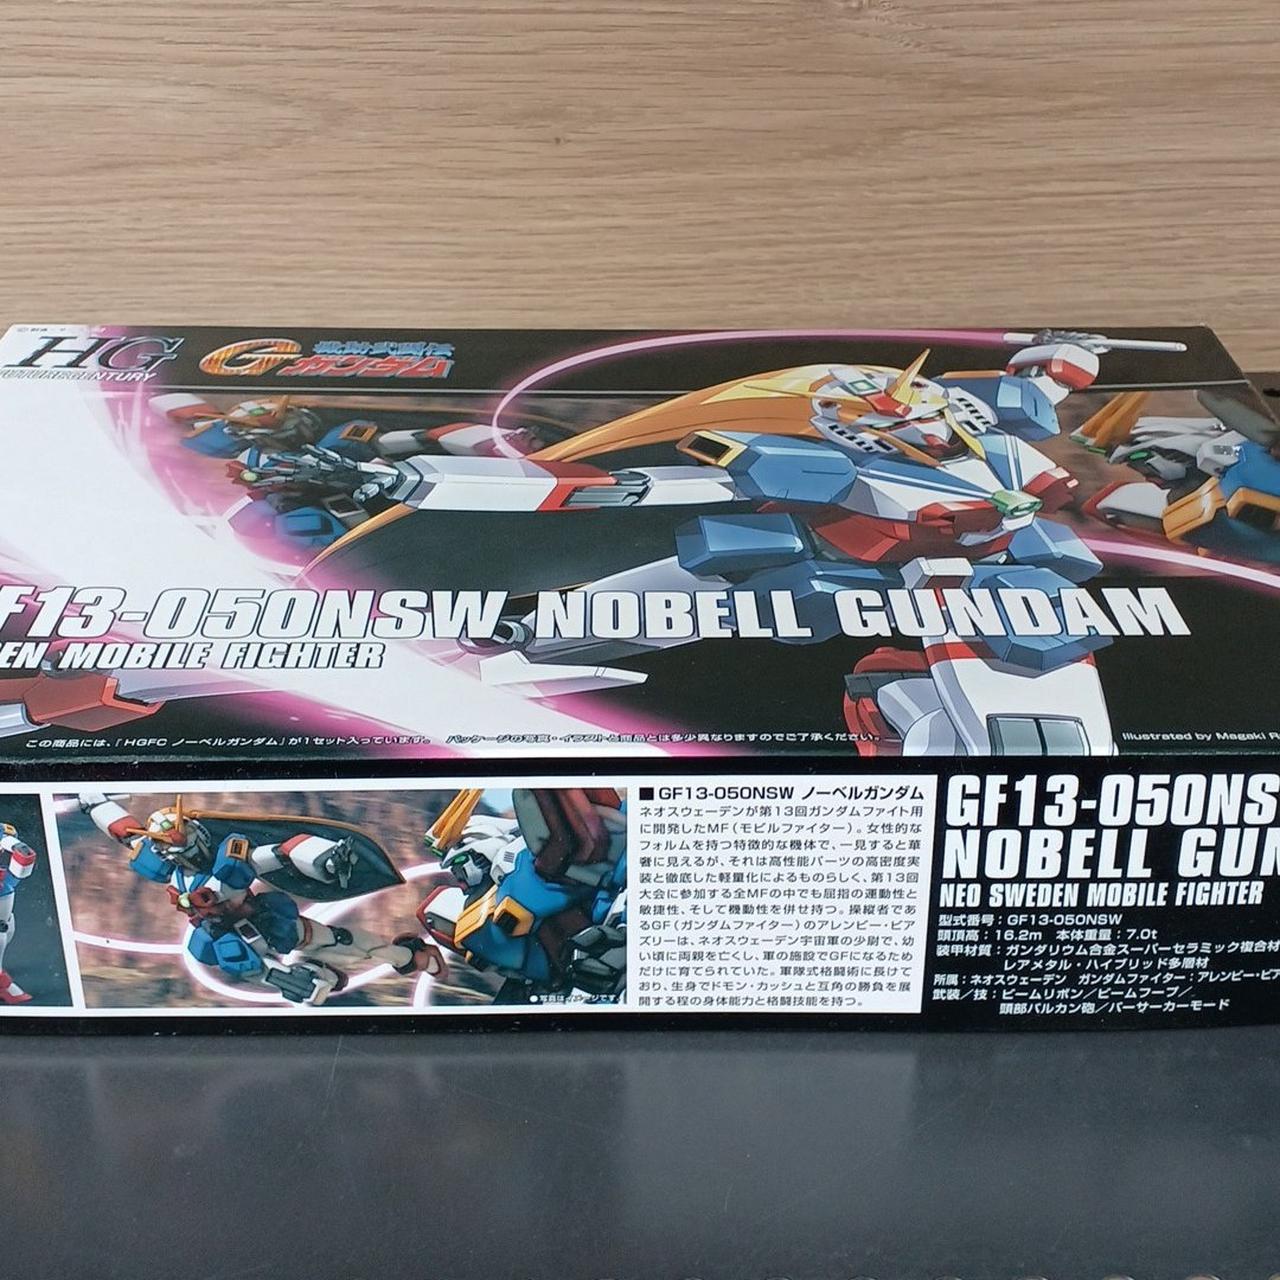 HG
FUTURE CENTURY
機動武闘伝
Gガンダム
F13-050NSW NOBELL GUNDAM
EN MOBILE FIGHTER
この商品には、「HGFC ノーベルガンダム」が1セット入っています。 パッケージの写真・イラストと商品とは多少異なりますのでご了承ください。
Illustrated by Magaki R
■GF13-050NSW ノーベルガンダム
ネオスウェーデンが第13回ガンダムファイト用
に開発したMF(モビルファイター)。女性的な
フォルムを持つ特徴的な機体で、一見すると華
奢に見えるが、それは高性能パーツの高密度実
装と徹底した軽量化によるものらしく、第13回
大会に参加する全MFの中でも屈指の運動性と
敏捷性、そして機動性を併せ持つ。操縦者であ
るGF(ガンダムファイター)のアレンビー・ビア
ズリーは、ネオスウェーデン宇宙軍の少尉で、幼
い頃に両親を亡くし、軍の施設でGFになるため
だけに育てられていた。軍隊式格闘術に長けて
おり、生身でドモン・カッシュと互角の勝負を展
開する程の身体能力と格闘技能を持つ。
●写真はイメージです。
GF13-050NS
NOBELL GUN
NEO SWEDEN MOBILE FIGHTER
型式番号:GF13-050NSW
頭頂高:16.2m 本体重量:7.0t
装甲材質:ガンダリウム合金スーパーセラミック複合材
レアメタル・ハイブリッド多層材
所属:ネオスウェーデン ガンダムファイター:アレンビー・ビア
武装/技:ビームリボン/ビームフープ/
頭部バルカン砲/バーサーカーモード